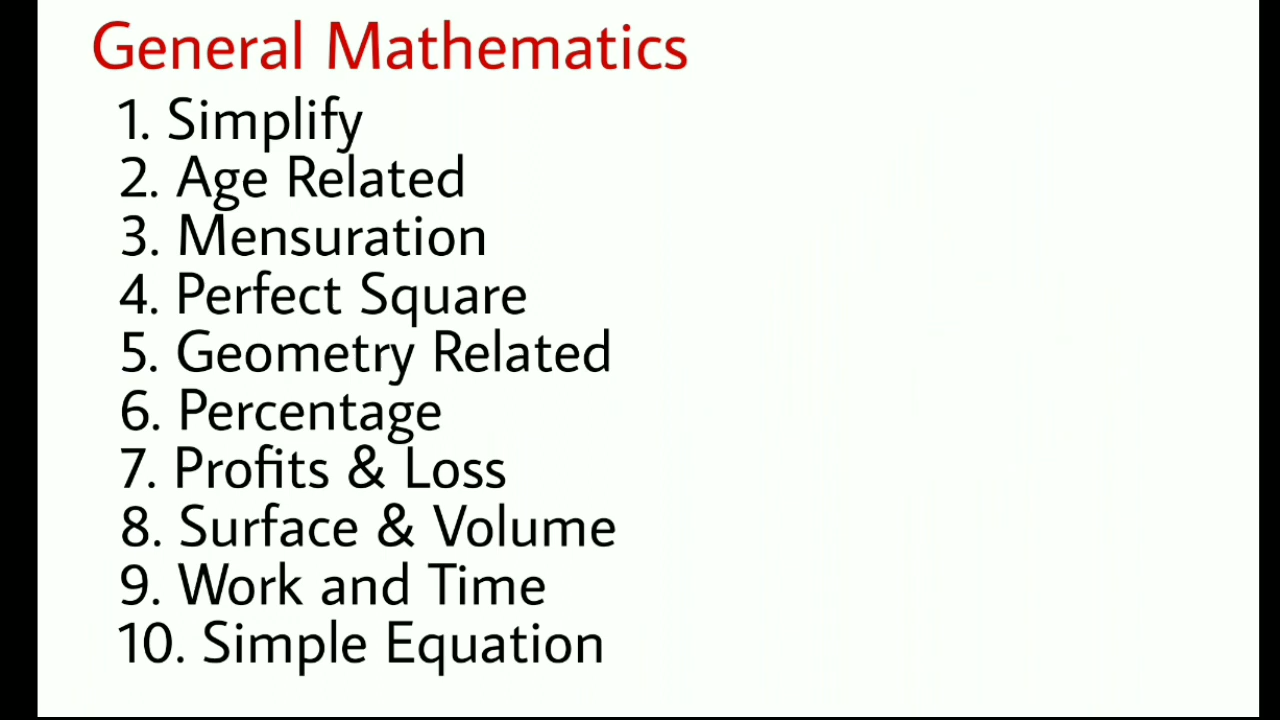 General Mathematics
1. Simplify
2. Age Related
3. Mensuration
4. Perfect Square
5. Geometry Related
6. Percentage
7. Profits & Loss
8. Surface & Volume
9. Work and Time
10. Simple Equation